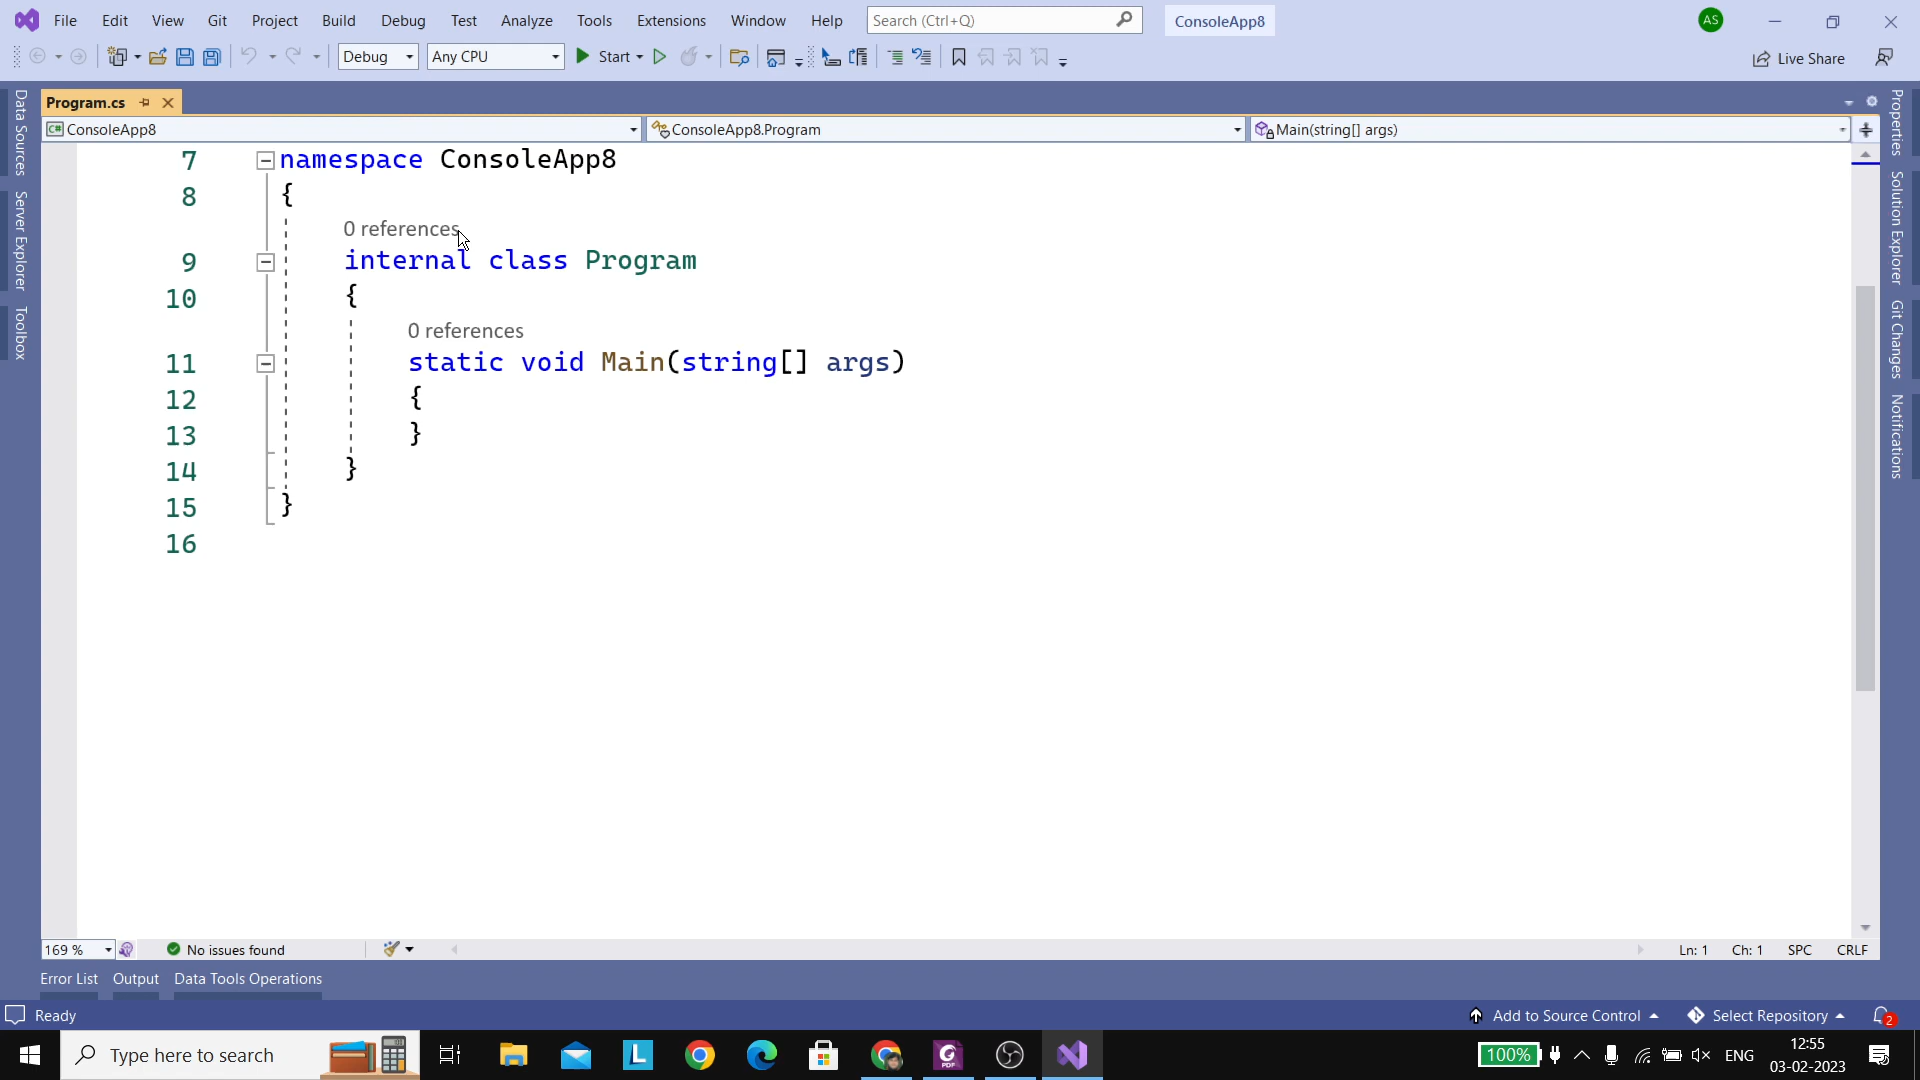 File Edit View Git Project Build Debug Test Analyze Tools Extensions Window Help Search (Ctrl+Q) ConsoleApp8 AS
Debug Any CPU Start Live Share
Program.cs
ConsoleApp8 ConsoleApp8.Program Main(string[] args)
Data Sources
Server Explorer
Toolbox
7 namespace ConsoleApp8
8 {
0 references
9 internal class Program
10 {
0 references
11 static void Main(string[] args)
12 {
13 }
14 }
15 }
16
Properties
Solution Explorer
Git Changes
Notifications
169 % No issues found Ln: 1 Ch: 1 SPC CRLF
Error List Output Data Tools Operations
Ready Add to Source Control Select Repository 2
Type here to search L PDF 100% ENG 12:55
03-02-2023